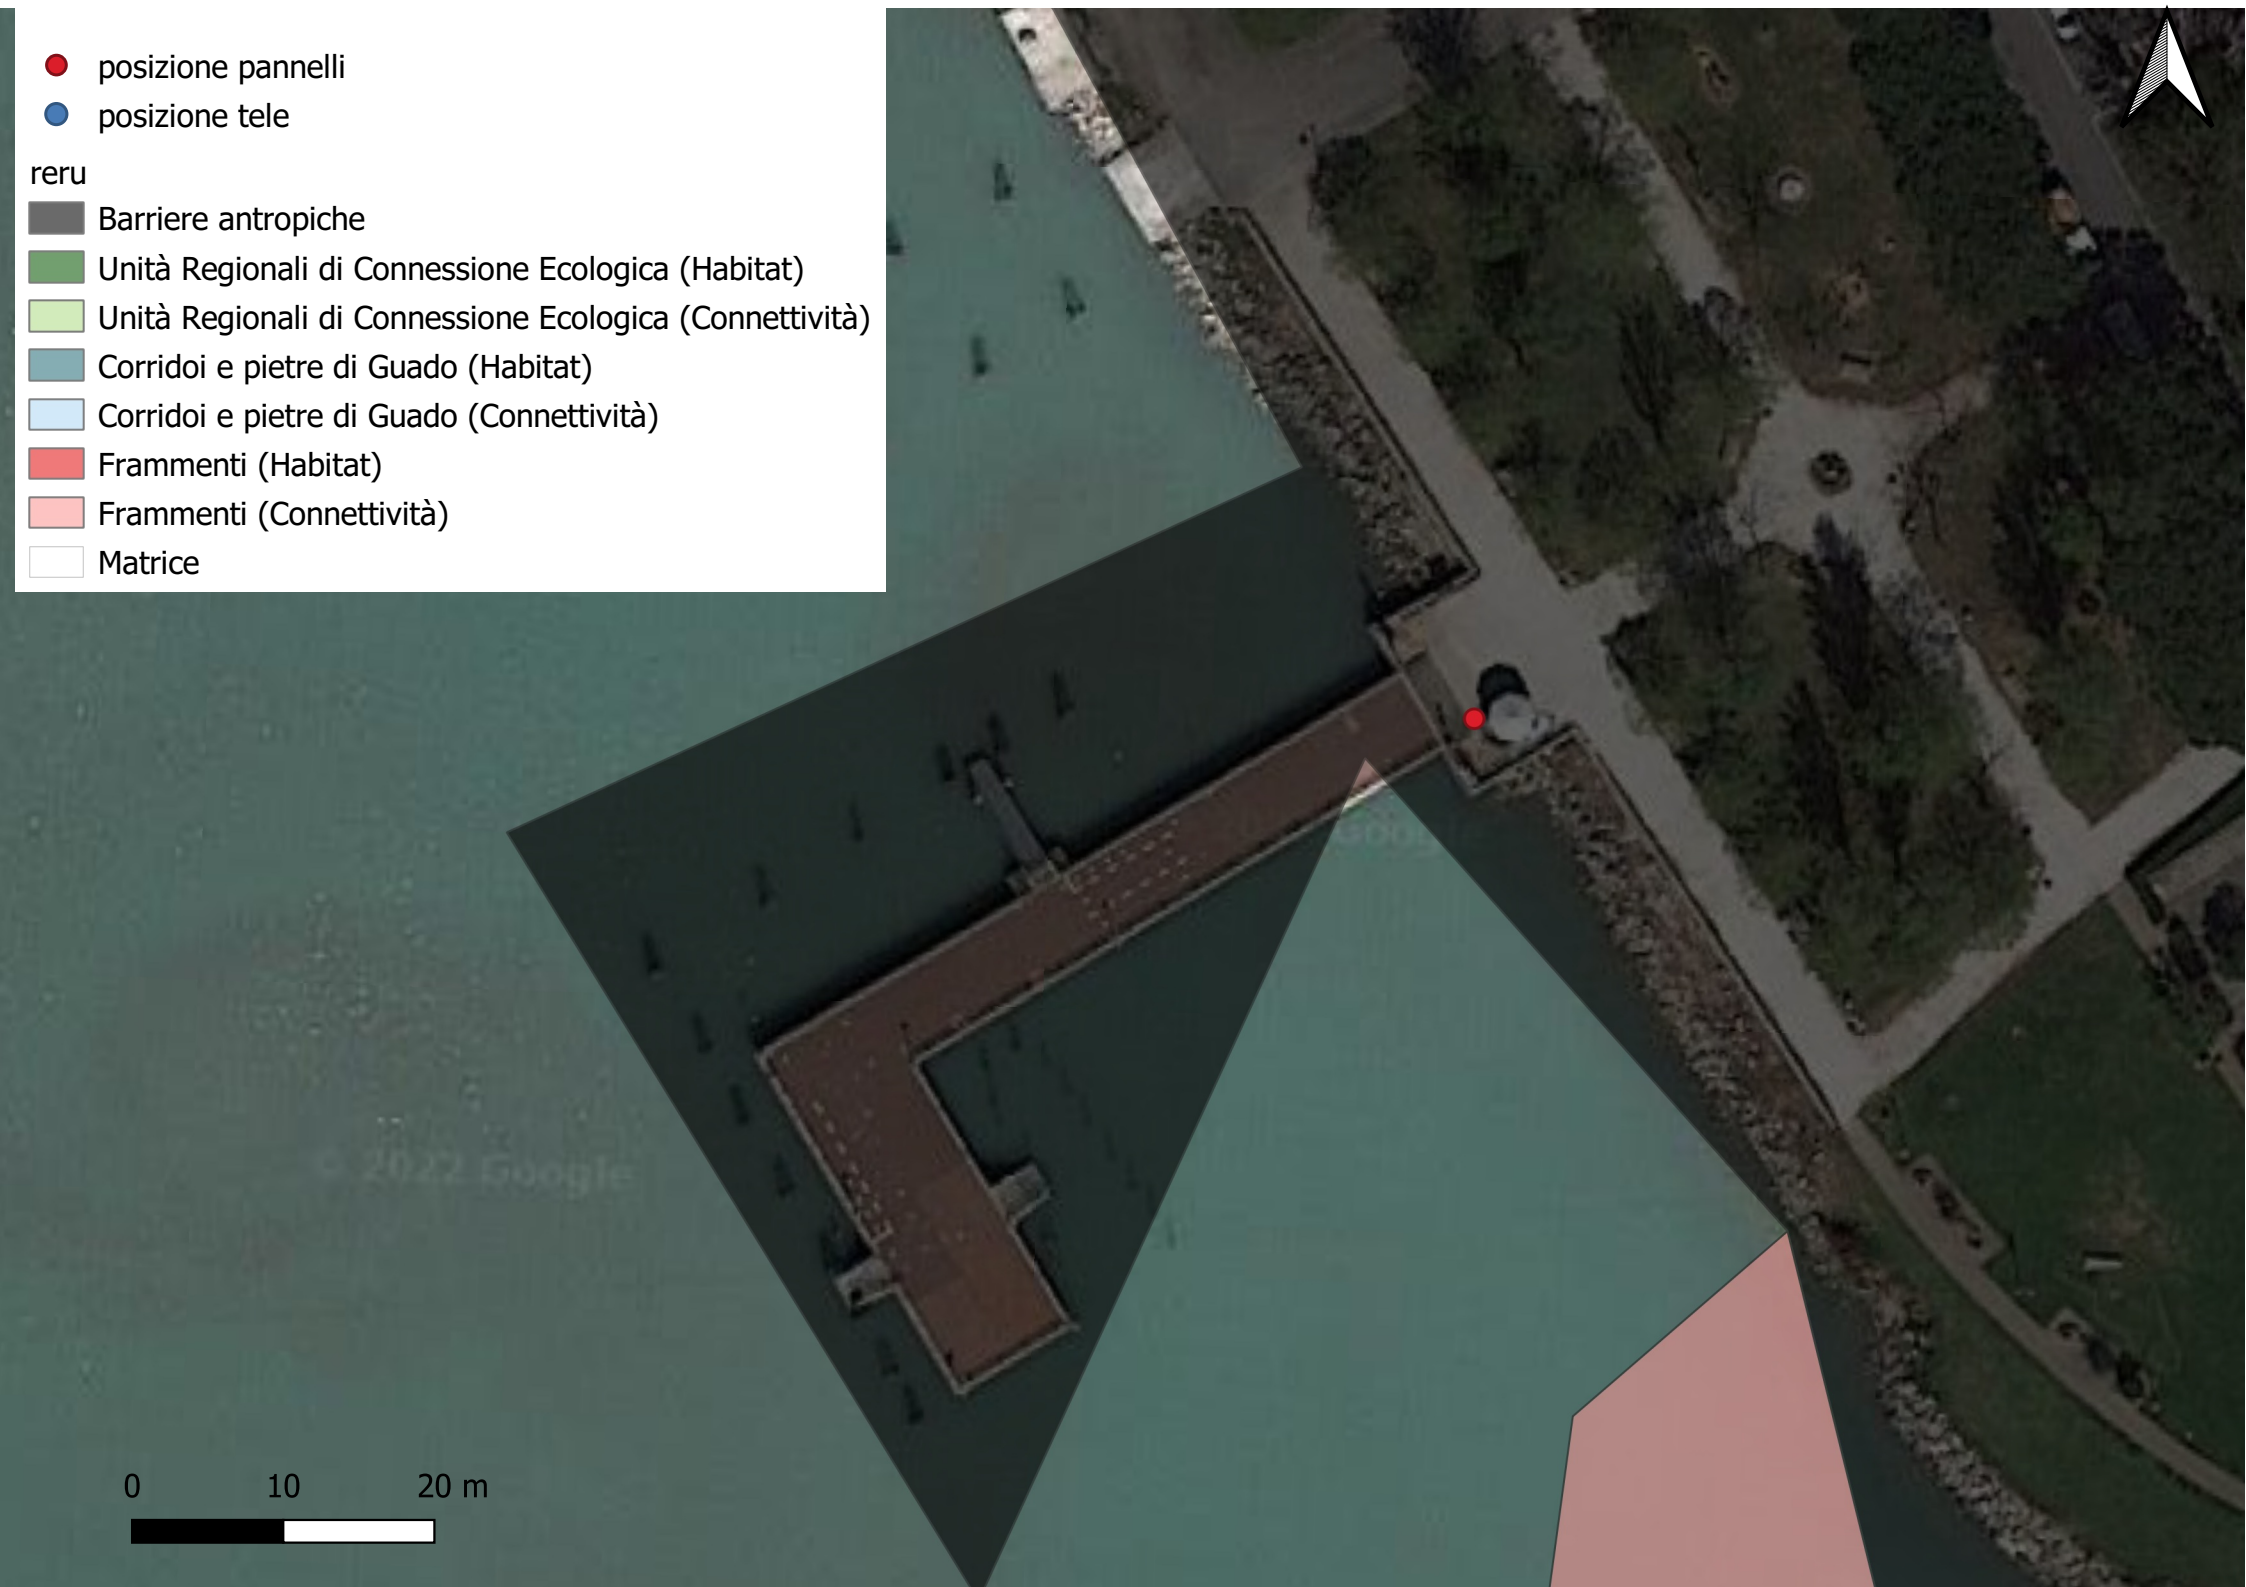 posizione pannelli
posizione tele
reru
Barriere antropiche
Unità Regionali di Connessione Ecologica (Habitat)
Unità Regionali di Connessione Ecologica (Connettività)
Corridoi e pietre di Guado (Habitat)
Corridoi e pietre di Guado (Connettività)
Frammenti (Habitat)
Frammenti (Connettività)
Matrice
© 2022 Google
0 10 20 m